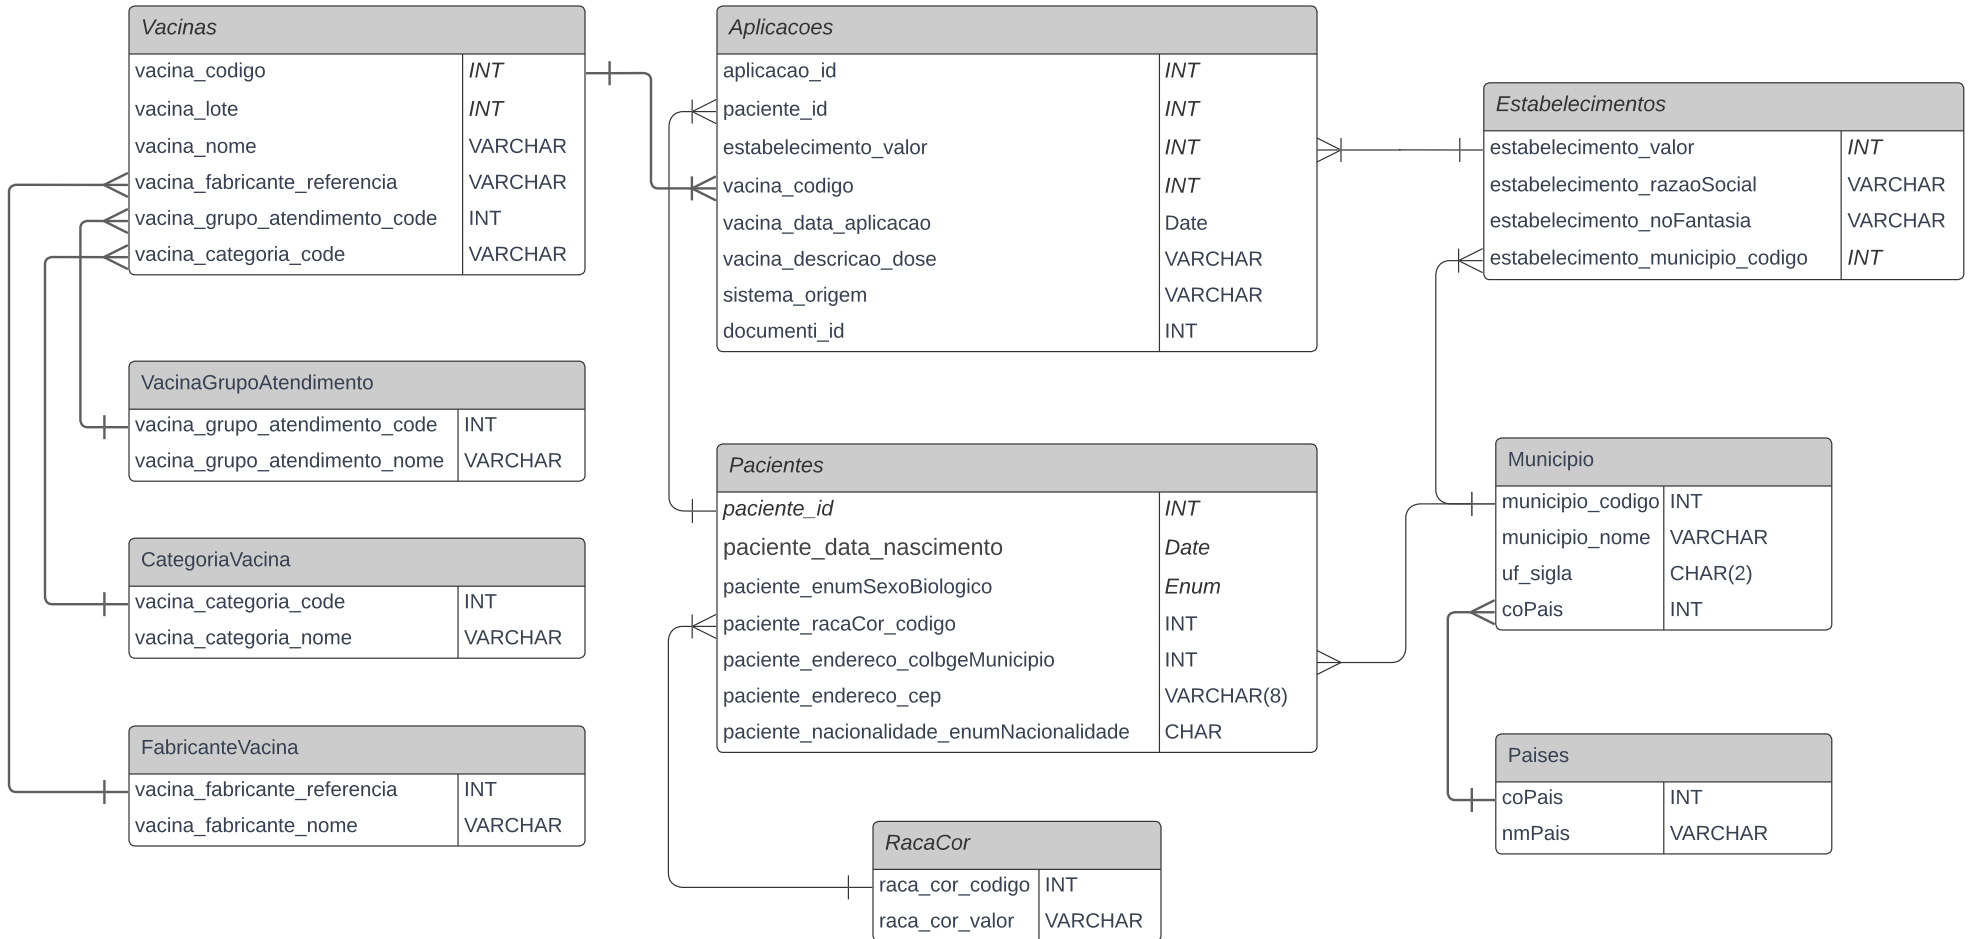 Vacinas
vacina_codigo INT
vacina_lote INT
vacina_nome VARCHAR
vacina_fabricante_referencia VARCHAR
vacina_grupo_atendimento_code INT
vacina_categoria_code VARCHAR
VacinaGrupoAtendimento
vacina_grupo_atendimento_code INT
vacina_grupo_atendimento_nome VARCHAR
CategoriaVacina
vacina_categoria_code INT
vacina_categoria_nome VARCHAR
FabricanteVacina
vacina_fabricante_referencia INT
vacina_fabricante_nome VARCHAR
Aplicacoes
aplicacao_id INT
paciente_id INT
estabelecimento_valor INT
vacina_codigo INT
vacina_data_aplicacao Date
vacina_descricao_dose VARCHAR
sistema_origem VARCHAR
documenti_id INT
Pacientes
paciente_id INT
paciente_data_nascimento Date
paciente_enumSexoBiologico Enum
paciente_racaCor_codigo INT
paciente_endereco_colbgeMunicipio INT
paciente_endereco_cep VARCHAR(8)
paciente_nacionalidade_enumNacionalidade CHAR
RacaCor
raca_cor_codigo INT
raca_cor_valor VARCHAR
Estabelecimentos
estabelecimento_valor INT
estabelecimento_razaoSocial VARCHAR
estabelecimento_noFantasia VARCHAR
estabelecimento_municipio_codigo INT
Municipio
municipio_codigo INT
municipio_nome VARCHAR
uf_sigla CHAR(2)
coPais INT
Paises
coPais INT
nmPais VARCHAR